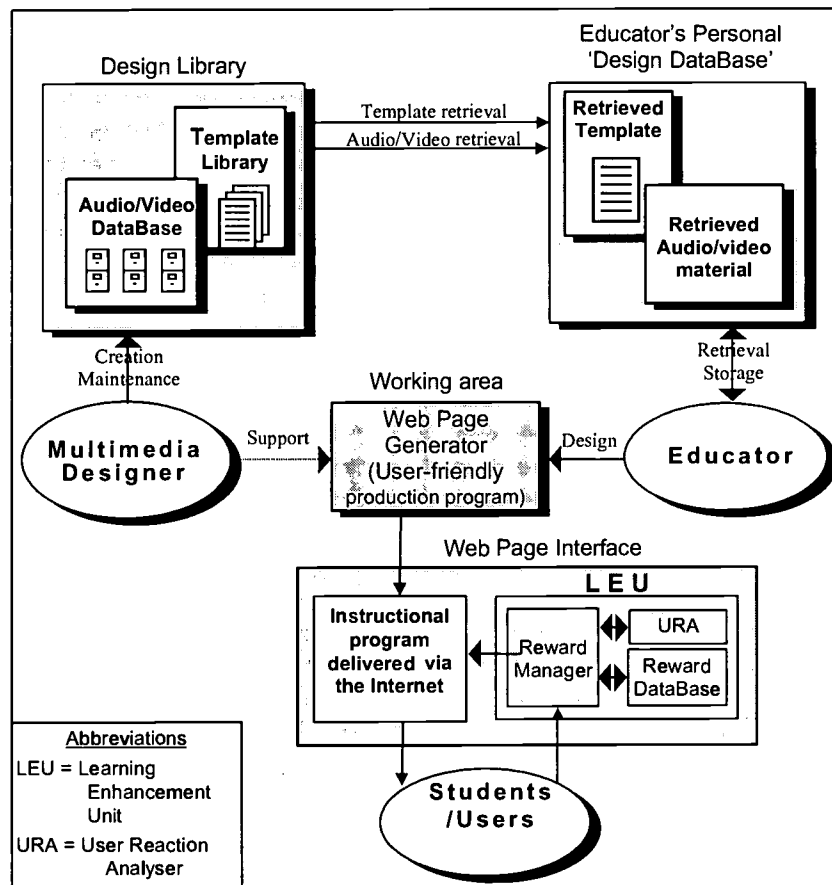 Educator's Personal
'Design DataBase'
Design Library
Template retrieval
Audio/Video retrieval
Template
Library
Audio/Video
DataBase
Retrieved
Template
Retrieved
Audio/video
material
Creation
Maintenance
Retrieval
Storage
Working area
Multimedia
Designer
Support
Web Page
Generator
(User-friendly
production program)
Design
Educator
Web Page Interface
LEU
Instructional
program
delivered via
the Internet
Reward
Manager
URA
Reward
DataBase
Students
/Users
Abbreviations
LEU = Learning
Enhancement
Unit
URA = User Reaction
Analyser